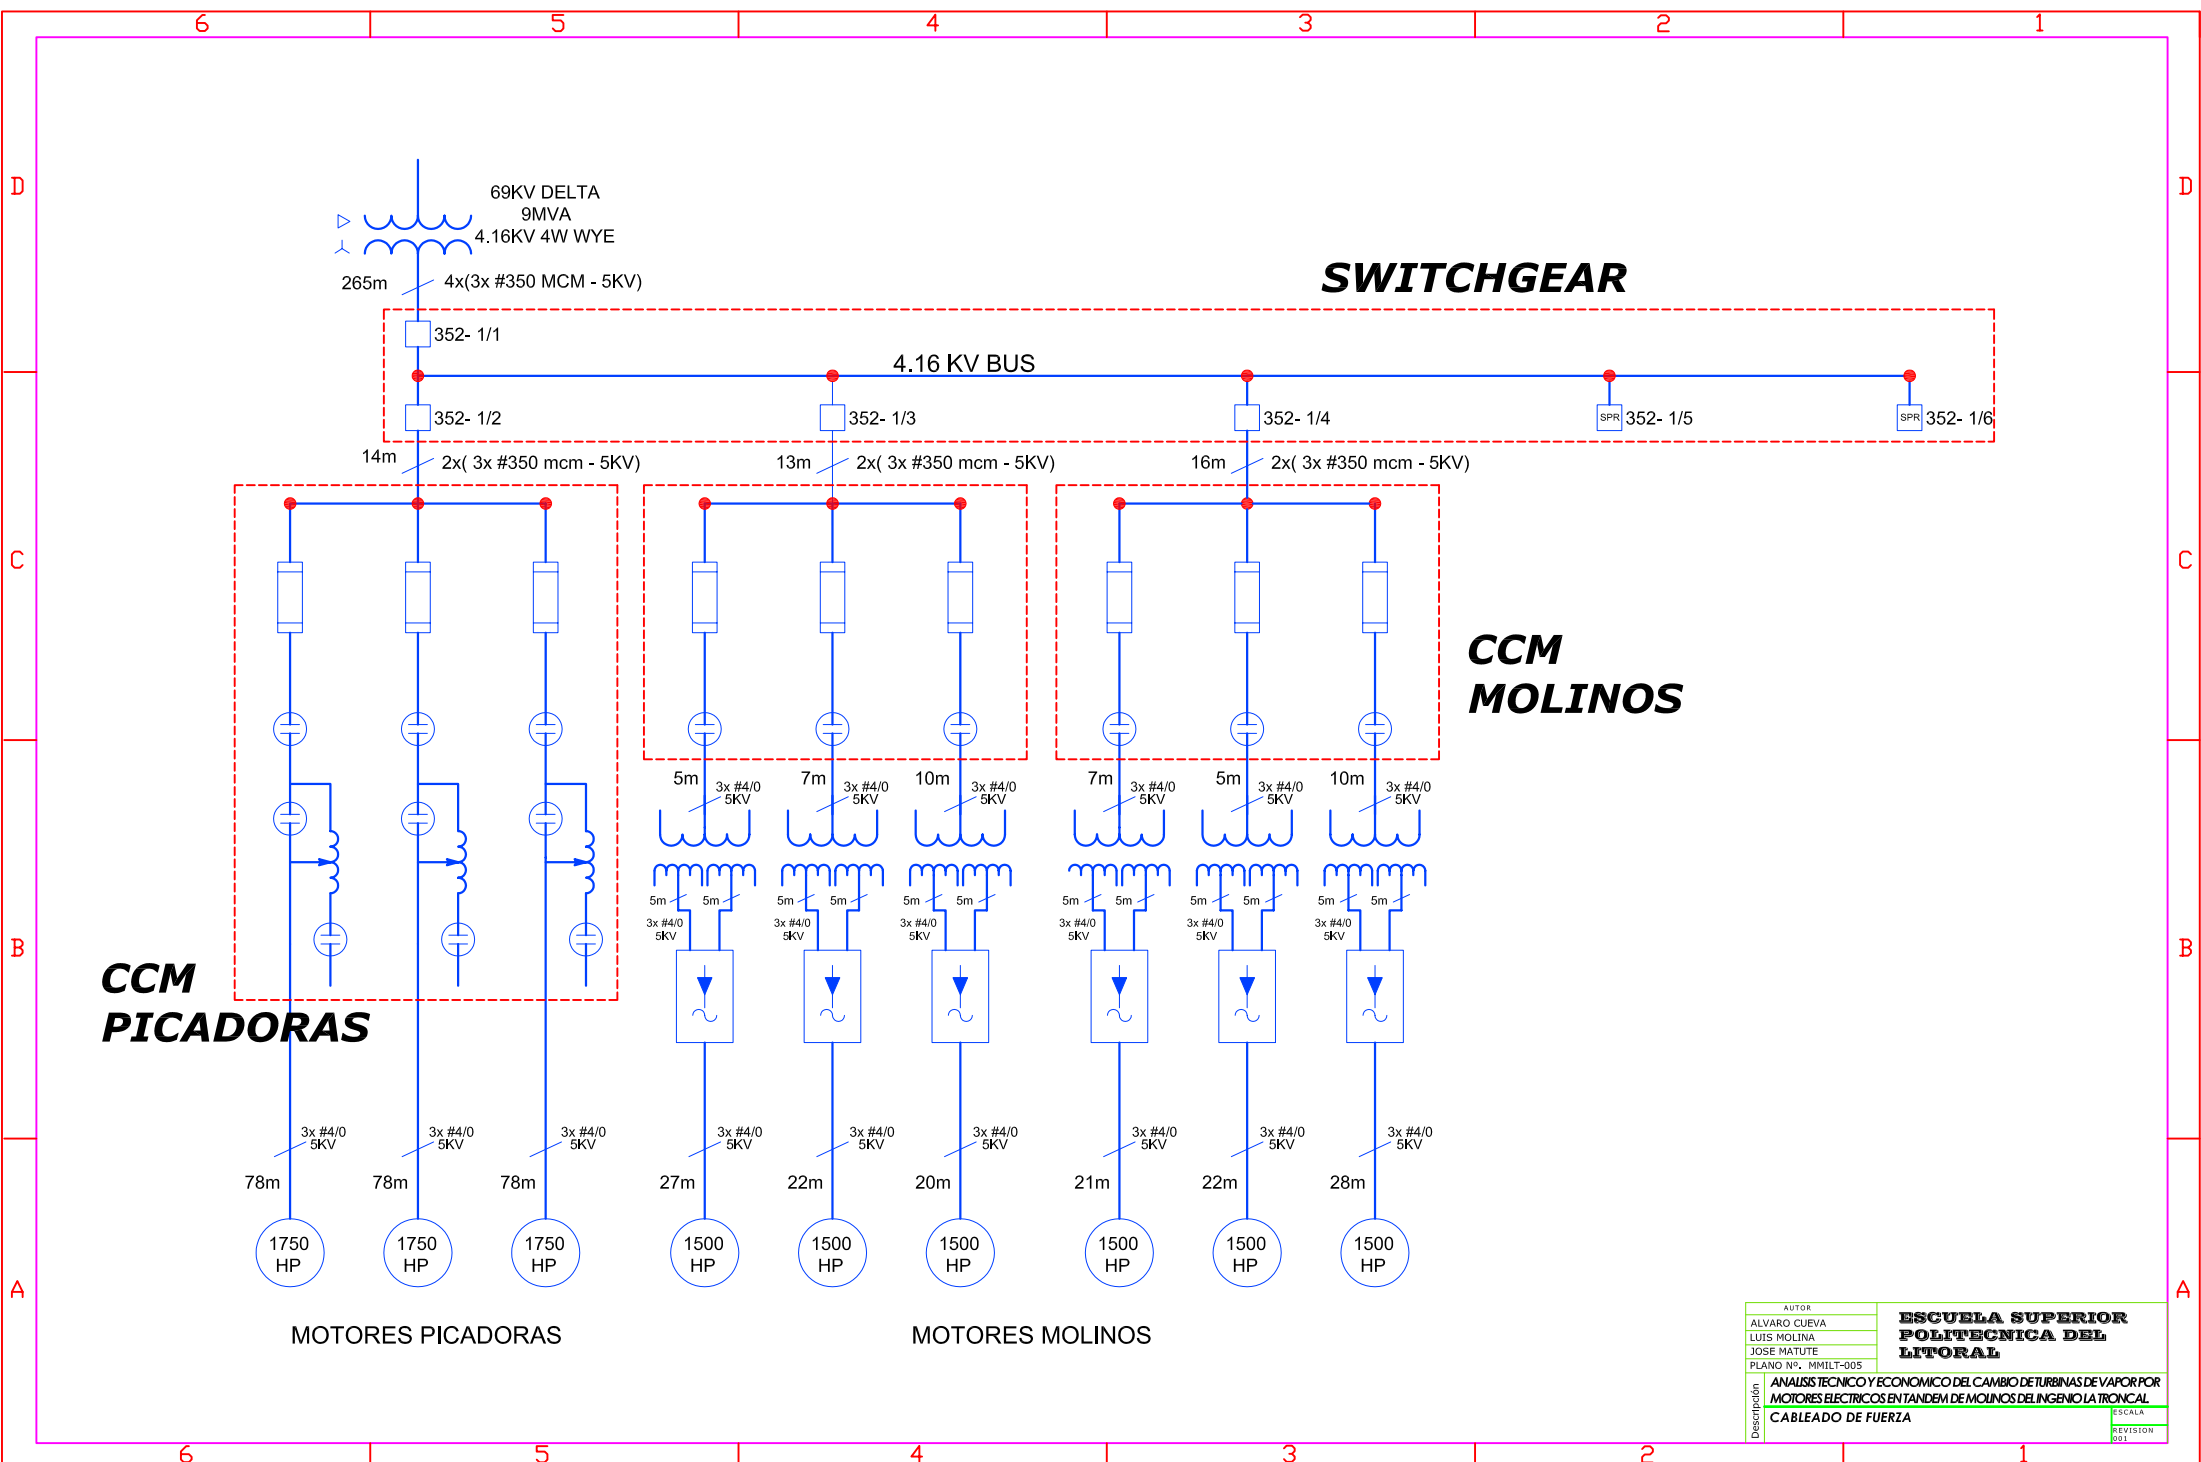 6 5 4 3 2 1
D D
69KV DELTA
9MVA
4.16KV 4W WYE
265m 4x(3x #350 MCM - 5KV)
SWITCHGEAR
352- 1/1
4.16 KV BUS
352- 1/2 352- 1/3 352- 1/4 SPR 352- 1/5 SPR 352- 1/6
14m 2x( 3x #350 mcm - 5KV) 13m 2x( 3x #350 mcm - 5KV) 16m 2x( 3x #350 mcm - 5KV)
C C
CCM
MOLINOS
5m 7m 10m 7m 5m 10m
3x #4/0 3x #4/0 3x #4/0 3x #4/0 3x #4/0 3x #4/0
5KV 5KV 5KV 5KV 5KV 5KV
5m 5m 5m 5m 5m 5m 5m 5m 5m 5m 5m 5m
3x #4/0 3x #4/0 3x #4/0 3x #4/0 3x #4/0 3x #4/0
5KV 5KV 5KV 5KV 5KV 5KV
B B
CCM
PICADORAS
3x #4/0 3x #4/0 3x #4/0 3x #4/0 3x #4/0 3x #4/0 3x #4/0 3x #4/0 3x #4/0
5KV 5KV 5KV 5KV 5KV 5KV 5KV 5KV 5KV
78m 78m 78m 27m 22m 20m 21m 22m 28m
1750 1750 1750 1500 1500 1500 1500 1500 1500
HP HP HP HP HP HP HP HP HP
A A
MOTORES PICADORAS MOTORES MOLINOS
AUTOR
ALVARO CUEVA
LUIS MOLINA
JOSE MATUTE
PLANO Nº. MMILT-005
ESCUELA SUPERIOR
POLITECNICA DEL
LITORAL
Descripción
ANALISIS TECNICO Y ECONOMICO DEL CAMBIO DE TURBINAS DE VAPOR POR
MOTORES ELECTRICOS EN TANDEM DE MOLINOS DEL INGENIO LA TRONCAL
CABLEADO DE FUERZA
ESCALA
REVISION
001
6 5 4 3 2 1